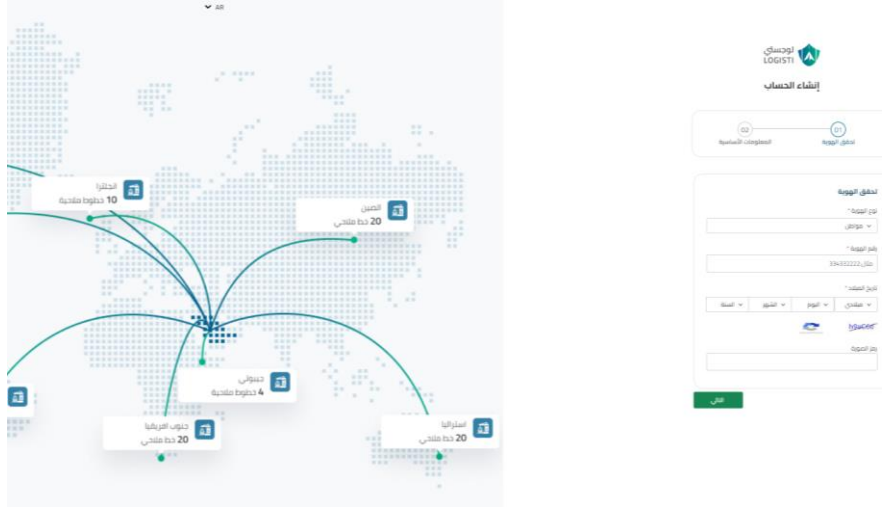 AR
انجلترا
10 خطوط ملاحية
الصين
20 خط ملاحي
جيبوتي
4 خطوط ملاحية
جنوب افريقيا
20 خط ملاحي
استراليا
20 خط ملاحي
لوجستي
LOGISTI
إنشاء الحساب
01
02
تحقق الهوية
المعلومات الأساسية
تحقق الهوية
نوع الهوية *
مواطن
رقم الهوية *
مثال
تاريخ الميلاد *
ميلادي
اليوم
الشهر
السنة
رمز الصورة